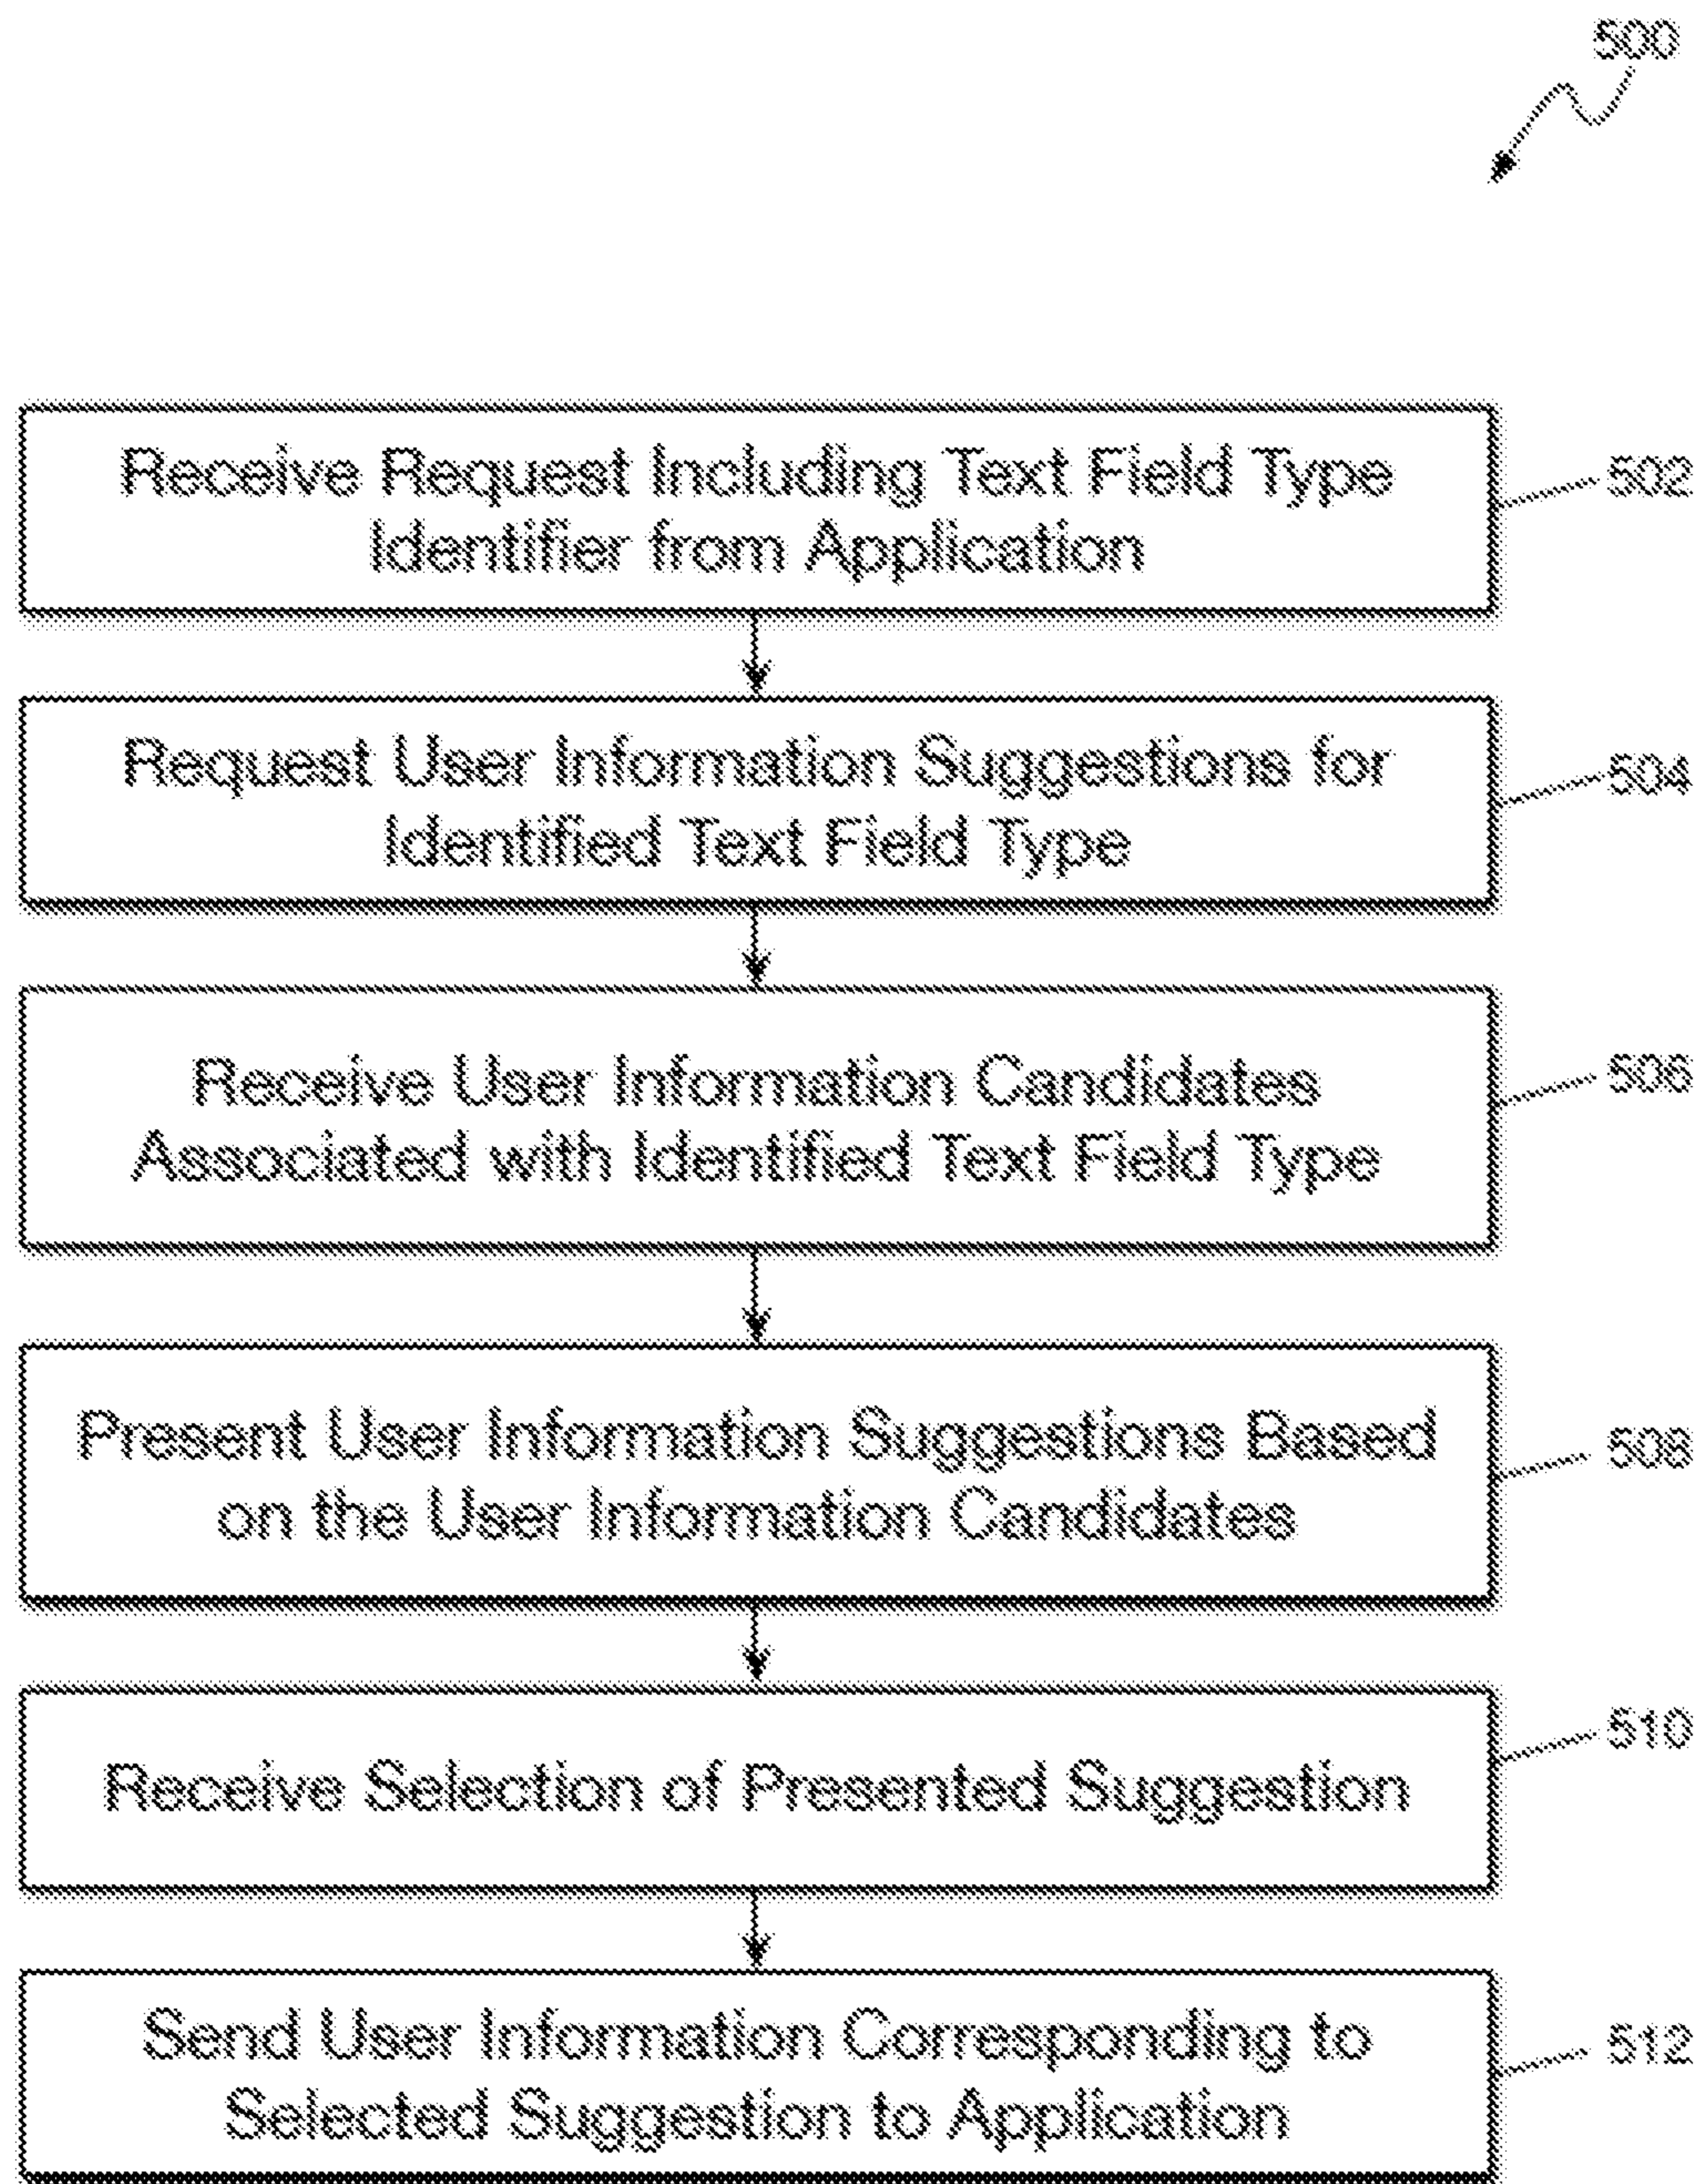 500
Receive Request Including Text Field Type
Identifier from Application
502
Request User Information Suggestions for
Identified Text Field Type
504
Receive User Information Candidates
Associated with Identified Text Field Type
506
Present User Information Suggestions Based
on the User Information Candidates
508
Receive Selection of Presented Suggestion
510
Send User Information Corresponding to
Selected Suggestion to Application
512